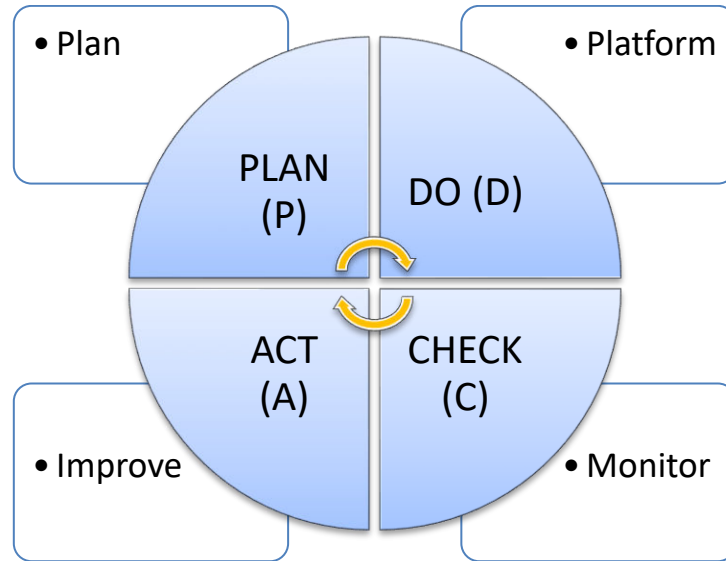 • Plan
• Platform
PLAN
(P)
DO (D)
ACT
(A)
CHECK
(C)
• Improve
• Monitor